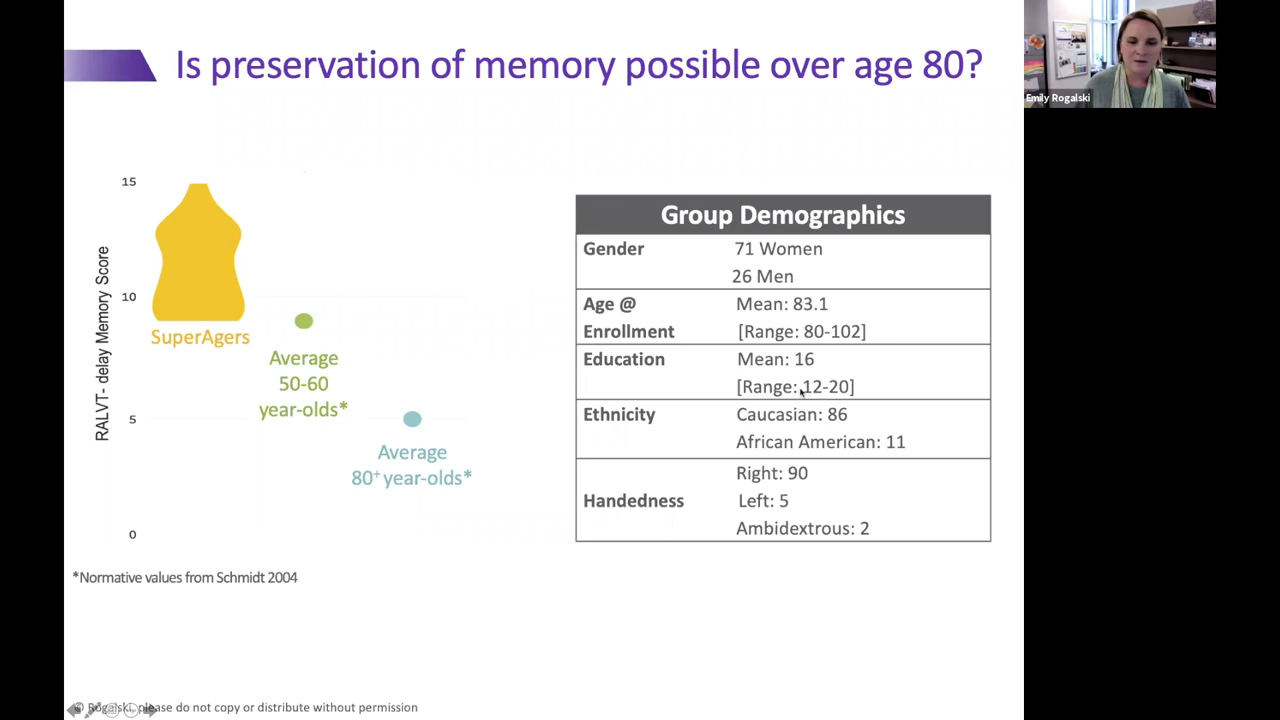 Is preservation of memory possible over age 80?
Emily Rogalski
15
10
5
0
RALVT- delay Memory Score
SuperAgers
Average
50-60
year-olds*
Average
80+ year-olds*
Group Demographics
Gender 71 Women
26 Men
Age @ Mean: 83.1
Enrollment [Range: 80-102]
Education Mean: 16
[Range: 12-20]
Ethnicity Caucasian: 86
African American: 11
Right: 90
Handedness Left: 5
Ambidextrous: 2
*Normative values from Schmidt 2004
© Rogalski, please do not copy or distribute without permission